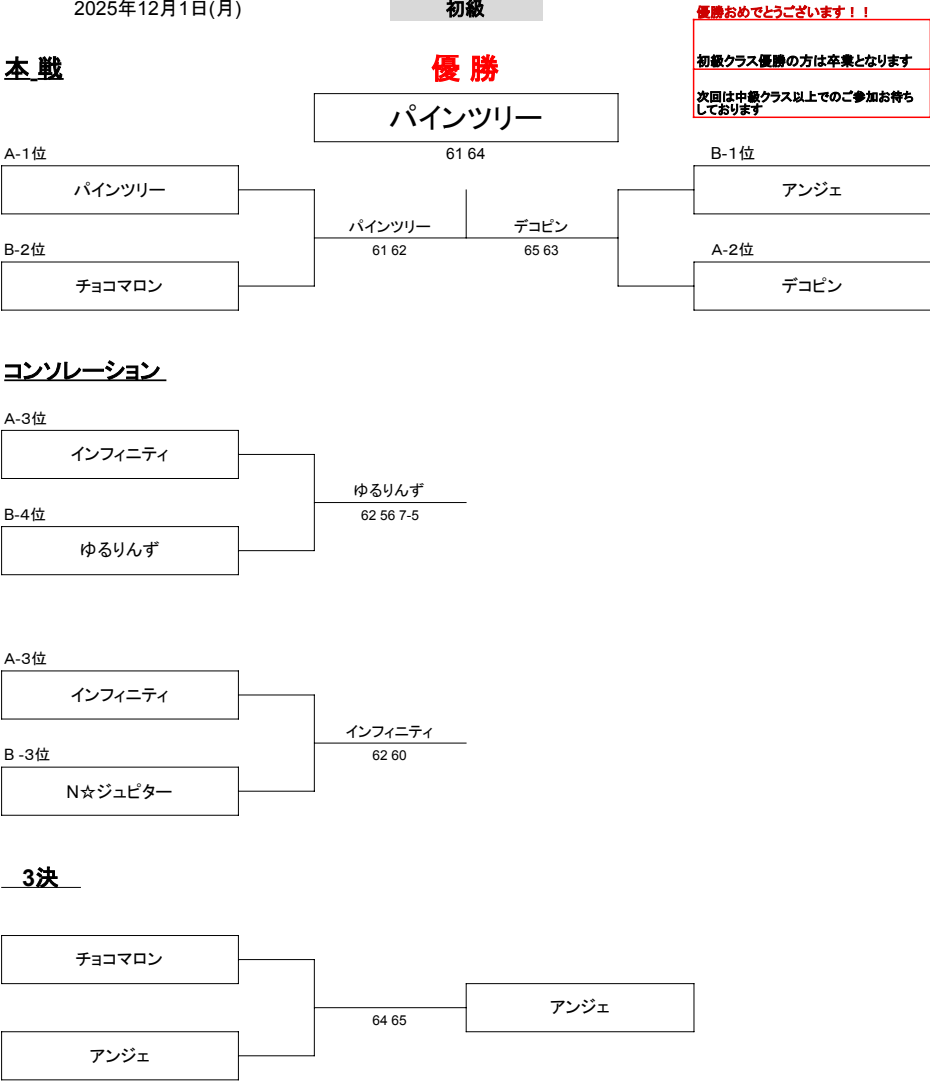 2025年12月1日(月)
初級
優勝おめでとうございます！！
初級クラス優勝の方は卒業となります
次回は中級クラス以上でのご参加お待ち
しております
本 戦
優 勝
パインツリー
61 64
A-1位
パインツリー
B-2位
チョコマロン
パインツリー
61 62
デコピン
65 63
B-1位
アンジェ
A-2位
デコピン
コンソレーション
A-3位
インフィニティ
B-4位
ゆるりんず
ゆるりんず
62 56 7-5
A-3位
インフィニティ
B -3位
N☆ジュピター
インフィニティ
62 60
3決
チョコマロン
アンジェ
64 65
アンジェ